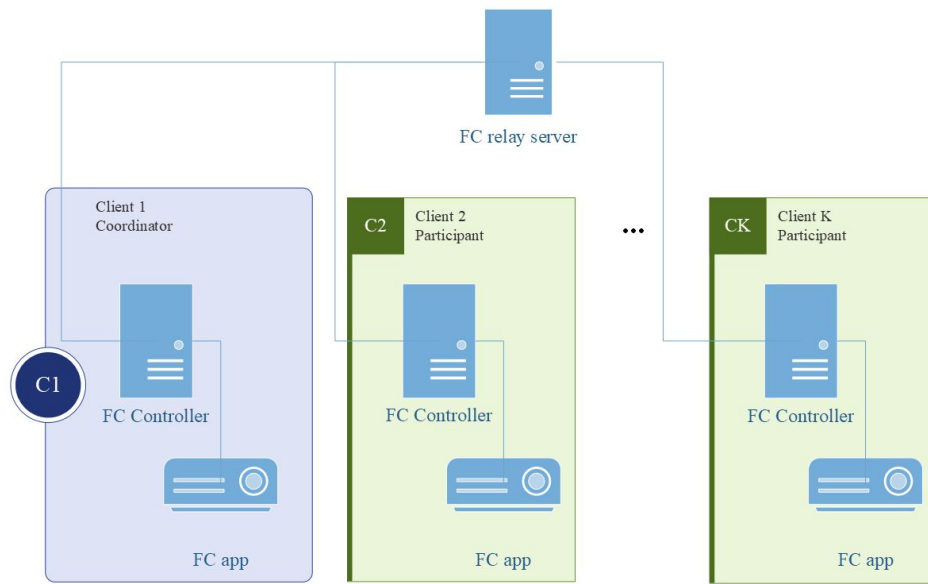 FC relay server
Client 1
Coordinator
C1
FC Controller
FC app
C2
Client 2
Participant
FC Controller
FC app
...
CK
Client K
Participant
FC Controller
FC app